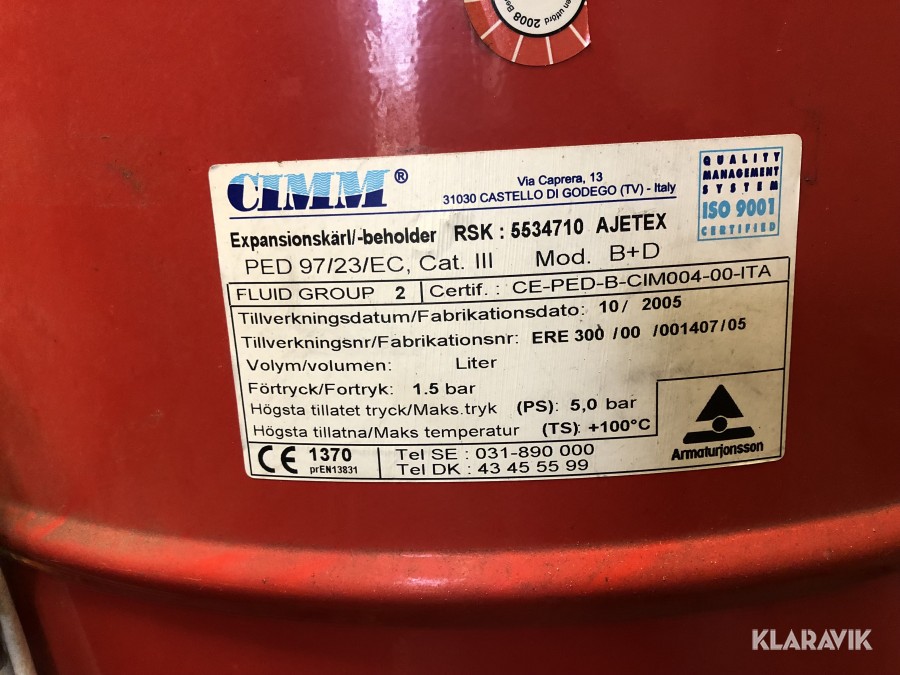 2008
utförd
CIMM®
Via Caprera, 13
31030 CASTELLO DI GODEGO (TV) - Italy
QUALITY
MANAGEMENT
SYSTEM
ISO 9001
CERTIFIED
Expansionskärl/-beholder RSK : 5534710 AJETEX
PED 97/23/EC, Cat. III Mod. B+D
FLUID GROUP 2 Certif. : CE-PED-B-CIM004-00-ITA
Tillverkningsdatum/Fabrikationsdato: 10/ 2005
Tillverkningsnr/Fabrikationsnr: ERE 300 /00 /001407/05
Volym/volumen: Liter
Förtryck/Fortryk: 1.5 bar
Högsta tillatet tryck/Maks.tryk (PS): 5,0 bar
Högsta tillatna/Maks temperatur (TS): +100°C
Armaturjonsson
CE 1370
prEN13831
Tel SE : 031-890 000
Tel DK : 43 45 55 99
KLARAVIK